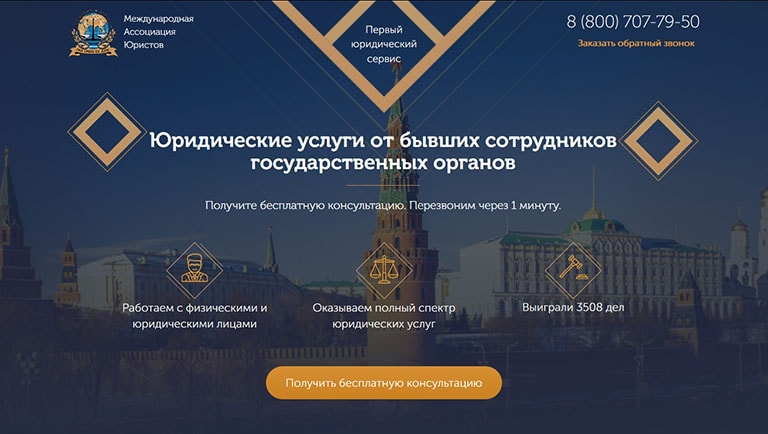 Международная
Ассоциация
Юристов
Первый
юридический
сервис
8 (800) 707-79-50
Заказать обратный звонок
Юридические услуги от бывших сотрудников
государственных органов
Получите бесплатную консультацию. Перезвоним через 1 минуту.
Работаем с физическими и
юридическими лицами
Оказываем полный спектр
юридических услуг
Выиграли 3508 дел
Получить бесплатную консультацию